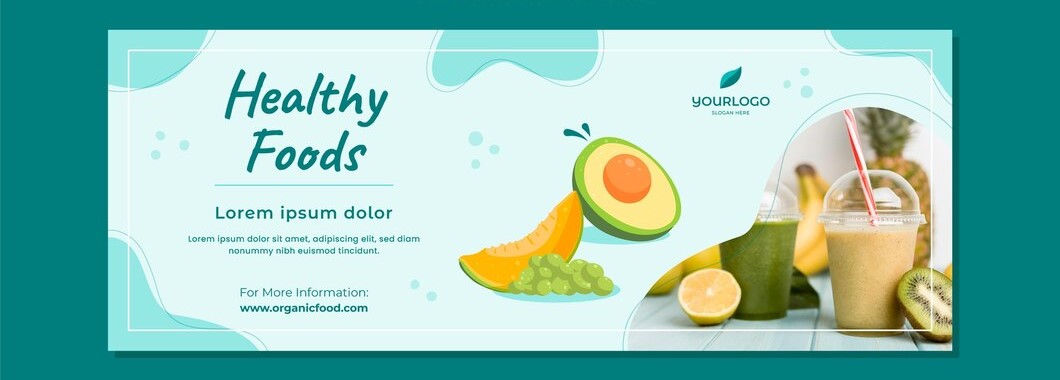 Healthy
Foods
Lorem ipsum dolor
Lorem ipsum dolor sit amet, adipiscing elit, sed diam
nonummy nibh euismod tincidunt.
For More Information:
www.organicfood.com
YOURLOGO
SLOGAN HERE